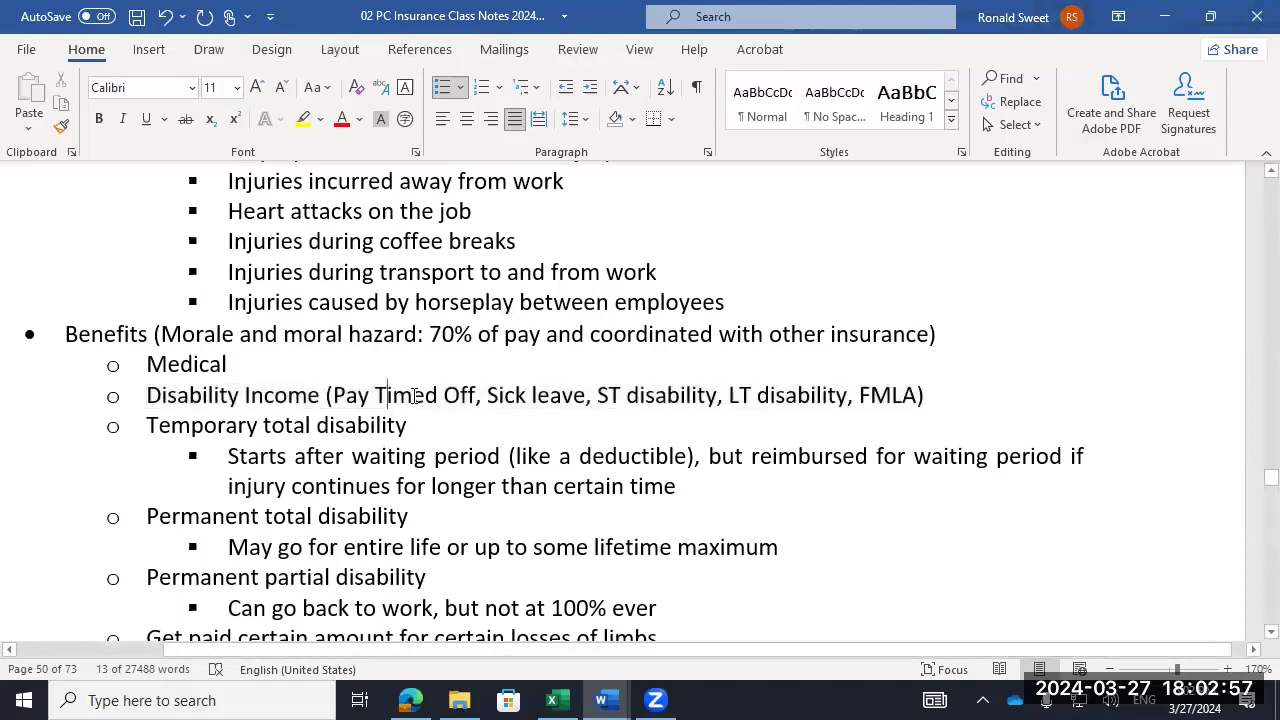 AutoSave Off 02 PC Insurance Class Notes 2024... Search Ronald Sweet RS
File Home Insert Draw Design Layout References Mailings Review View Help Acrobat Share
Calibri 11 Aa Find
AaBbCcDc AaBbCcDc AaBbC Replace
Paste B I U ab x2 x2 A A A ¶ Normal ¶ No Spac... Heading 1 Select Create and Share Adobe PDF Request Signatures
Clipboard Font Paragraph Styles Editing Adobe Acrobat
▪ Injuries incurred away from work
▪ Heart attacks on the job
▪ Injuries during coffee breaks
▪ Injuries during transport to and from work
▪ Injuries caused by horseplay between employees
• Benefits (Morale and moral hazard: 70% of pay and coordinated with other insurance)
o Medical
o Disability Income (Pay Timed Off, Sick leave, ST disability, LT disability, FMLA)
o Temporary total disability
▪ Starts after waiting period (like a deductible), but reimbursed for waiting period if
injury continues for longer than certain time
o Permanent total disability
▪ May go for entire life or up to some lifetime maximum
o Permanent partial disability
▪ Can go back to work, but not at 100% ever
o Get paid certain amount for certain losses of limbs
Page 50 of 73 13 of 27488 words English (United States) Focus 170%
Type here to search 2024-03-27 18:02:57
ENG
3/27/2024